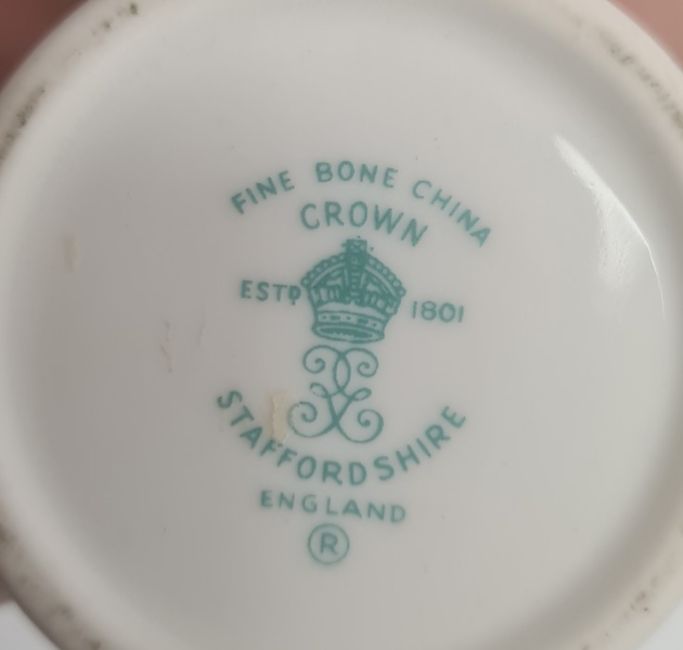 FINE BONE CHINA
CROWN
ESTD 1801
STAFFORDSHIRE
ENGLAND
®